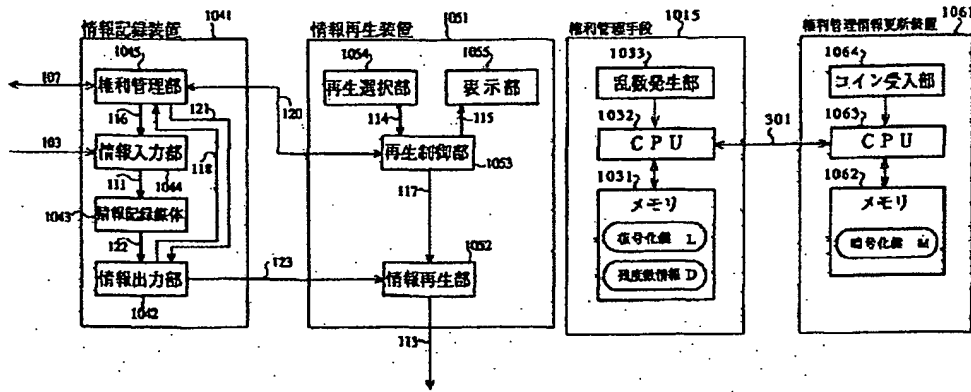 情報記録装置
1041
1045
107
権利管理部
121
116
103
情報入力部
118
111
1044
1043
情報記録媒体
122
情報出力部
1042
123
120
情報再生装置
1051
1054
1055
再生選択部
表示部
114
115
再生制御部
1053
117
1052
情報再生部
113
権利管理手段
1015
1033
乱数発生部
1032
CPU
1031
メモリ
復号化鍵 L
残度数情報 D
301
権利管理情報更新装置
1061
1064
コイン受入部
1063
CPU
1062
メモリ
暗号化鍵 M